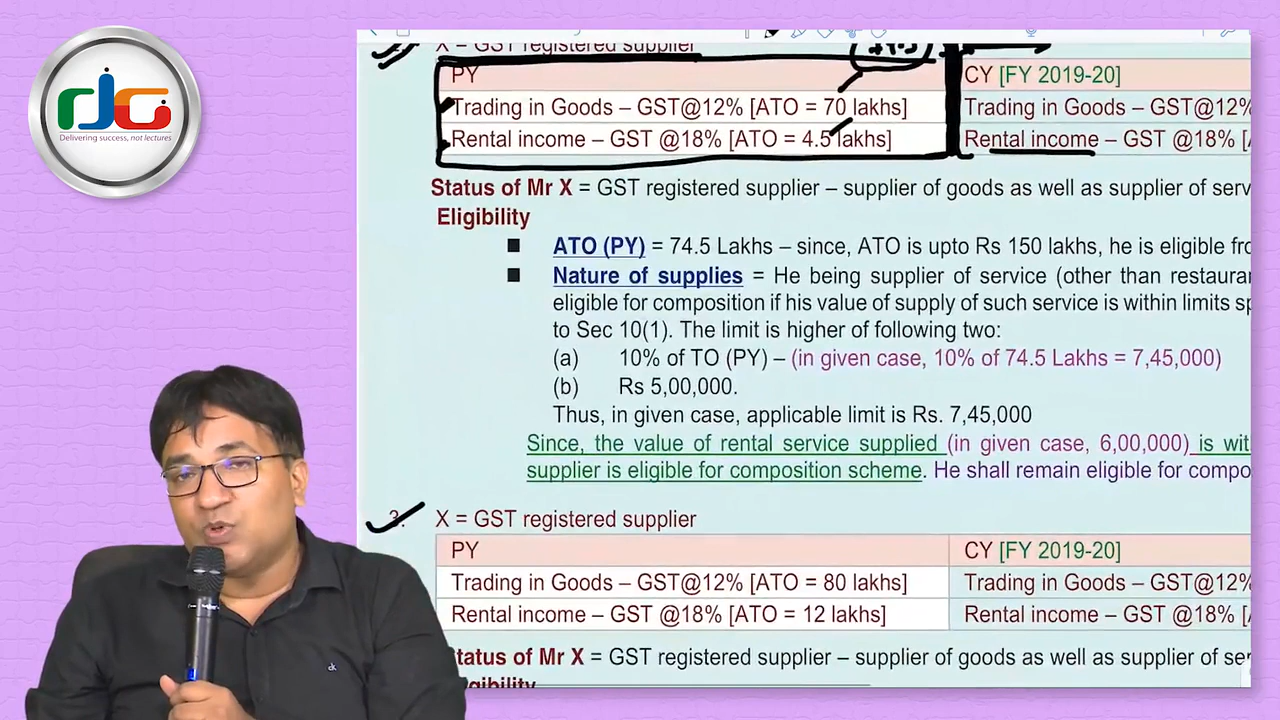 Delivering success, not lectures
X = GST registered supplier
PY
CY [FY 2019-20]
Trading in Goods – GST@12% [ATO = 70 lakhs]
Trading in Goods – GST@12%
Rental income – GST @18% [ATO = 4.5 lakhs]
Rental income – GST @18% [
Status of Mr X = GST registered supplier – supplier of goods as well as supplier of serv
Eligibility
■ ATO (PY) = 74.5 Lakhs – since, ATO is upto Rs 150 lakhs, he is eligible fro
■ Nature of supplies = He being supplier of service (other than restauran
eligible for composition if his value of supply of such service is within limits sp
to Sec 10(1). The limit is higher of following two:
(a) 10% of TO (PY) – (in given case, 10% of 74.5 Lakhs = 7,45,000)
(b) Rs 5,00,000.
Thus, in given case, applicable limit is Rs. 7,45,000
Since, the value of rental service supplied (in given case, 6,00,000) is wit
supplier is eligible for composition scheme. He shall remain eligible for compo
3. X = GST registered supplier
PY
CY [FY 2019-20]
Trading in Goods – GST@12% [ATO = 80 lakhs]
Trading in Goods – GST@12%
Rental income – GST @18% [ATO = 12 lakhs]
Rental income – GST @18% [
Status of Mr X = GST registered supplier – supplier of goods as well as supplier of se